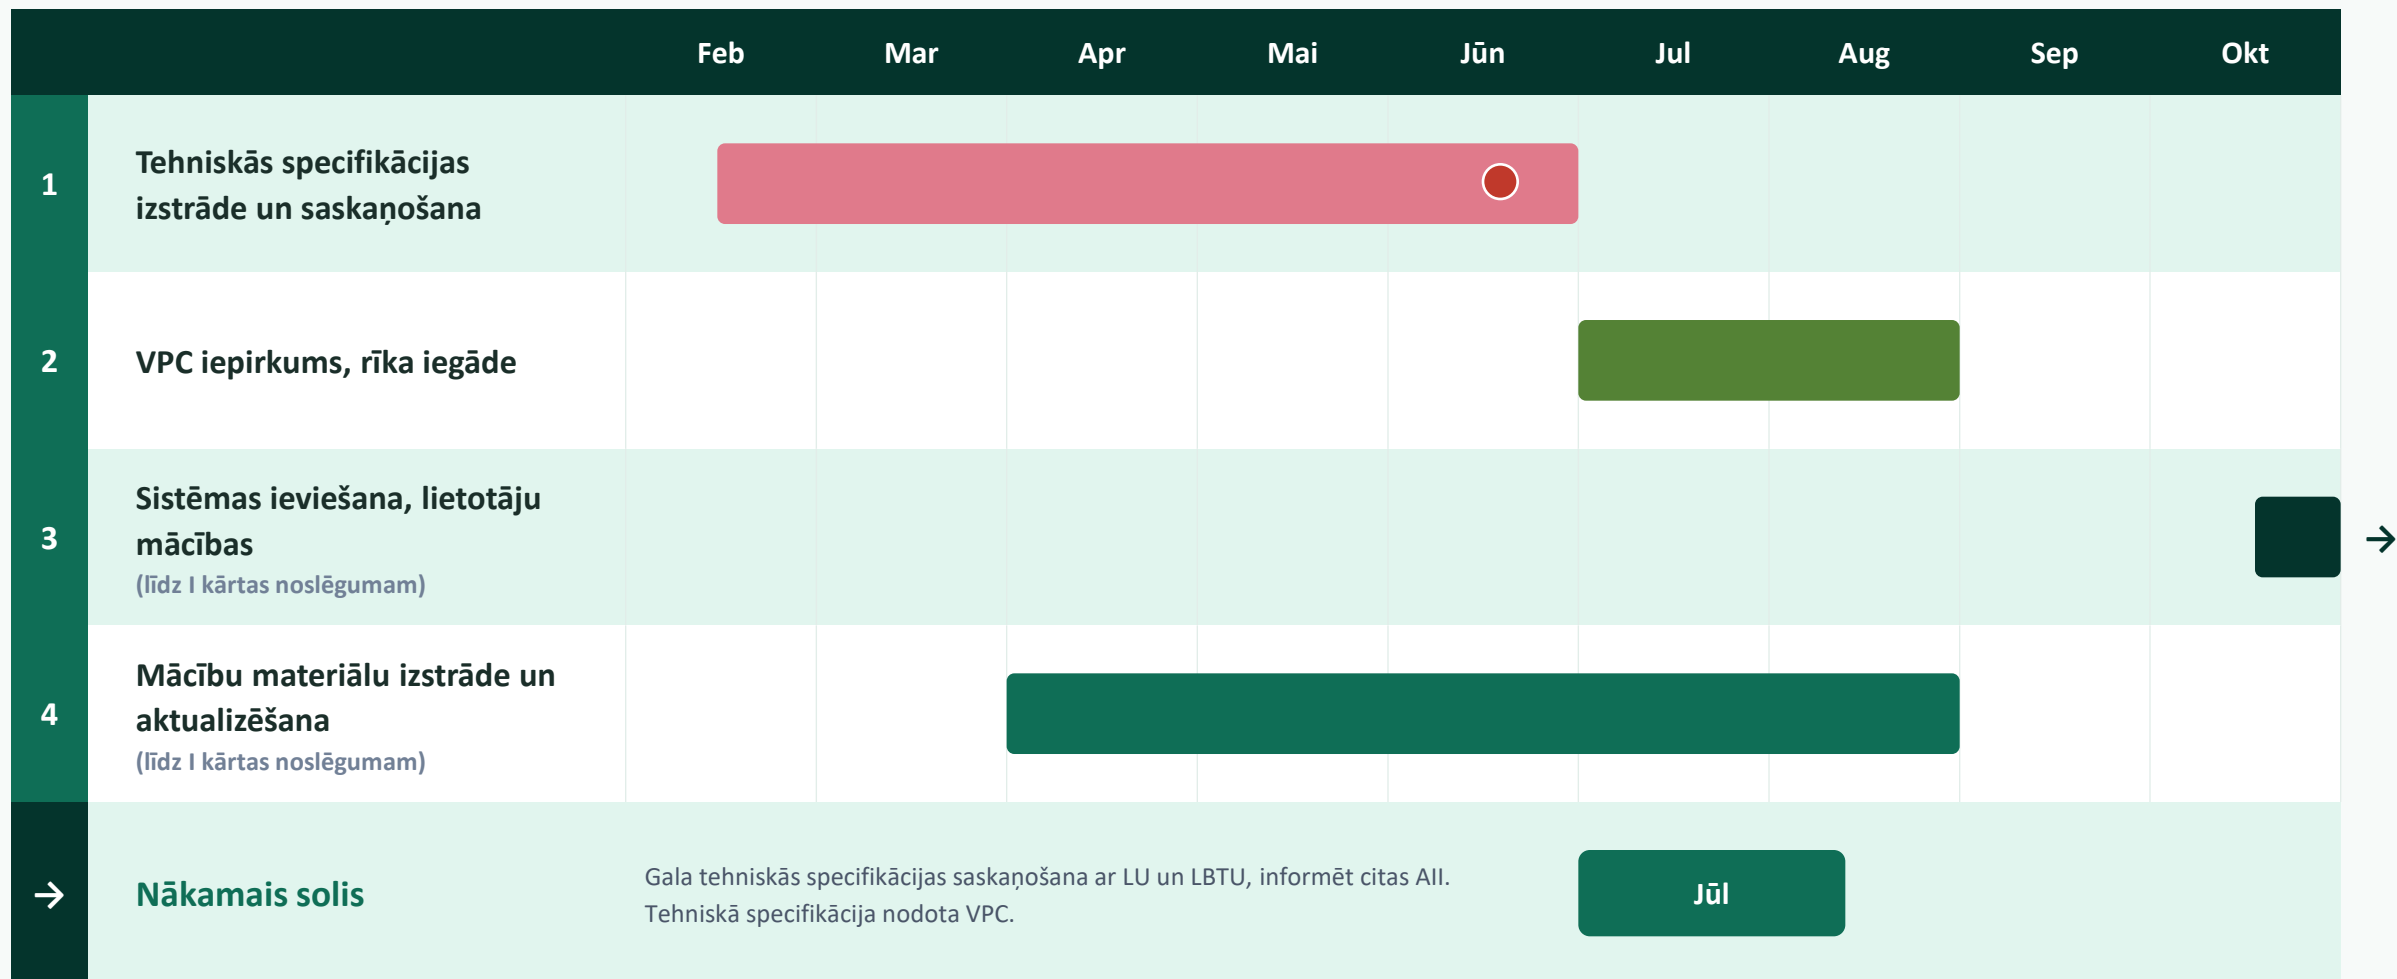 Feb Mar Apr Mai Jūn Jul Aug Sep Okt
1
Tehniskās specifikācijas
izstrāde un saskaņošana
2
VPC iepirkums, rīka iegāde
3
Sistēmas ieviešana, lietotāju
mācības
(līdz I kārtas noslēgumam)
4
Mācību materiālu izstrāde un
aktualizēšana
(līdz I kārtas noslēgumam)
→
Nākamais solis
Gala tehniskās specifikācijas saskaņošana ar LU un LBTU, informēt citas AII.
Tehniskā specifikācija nodota VPC.
Jūl